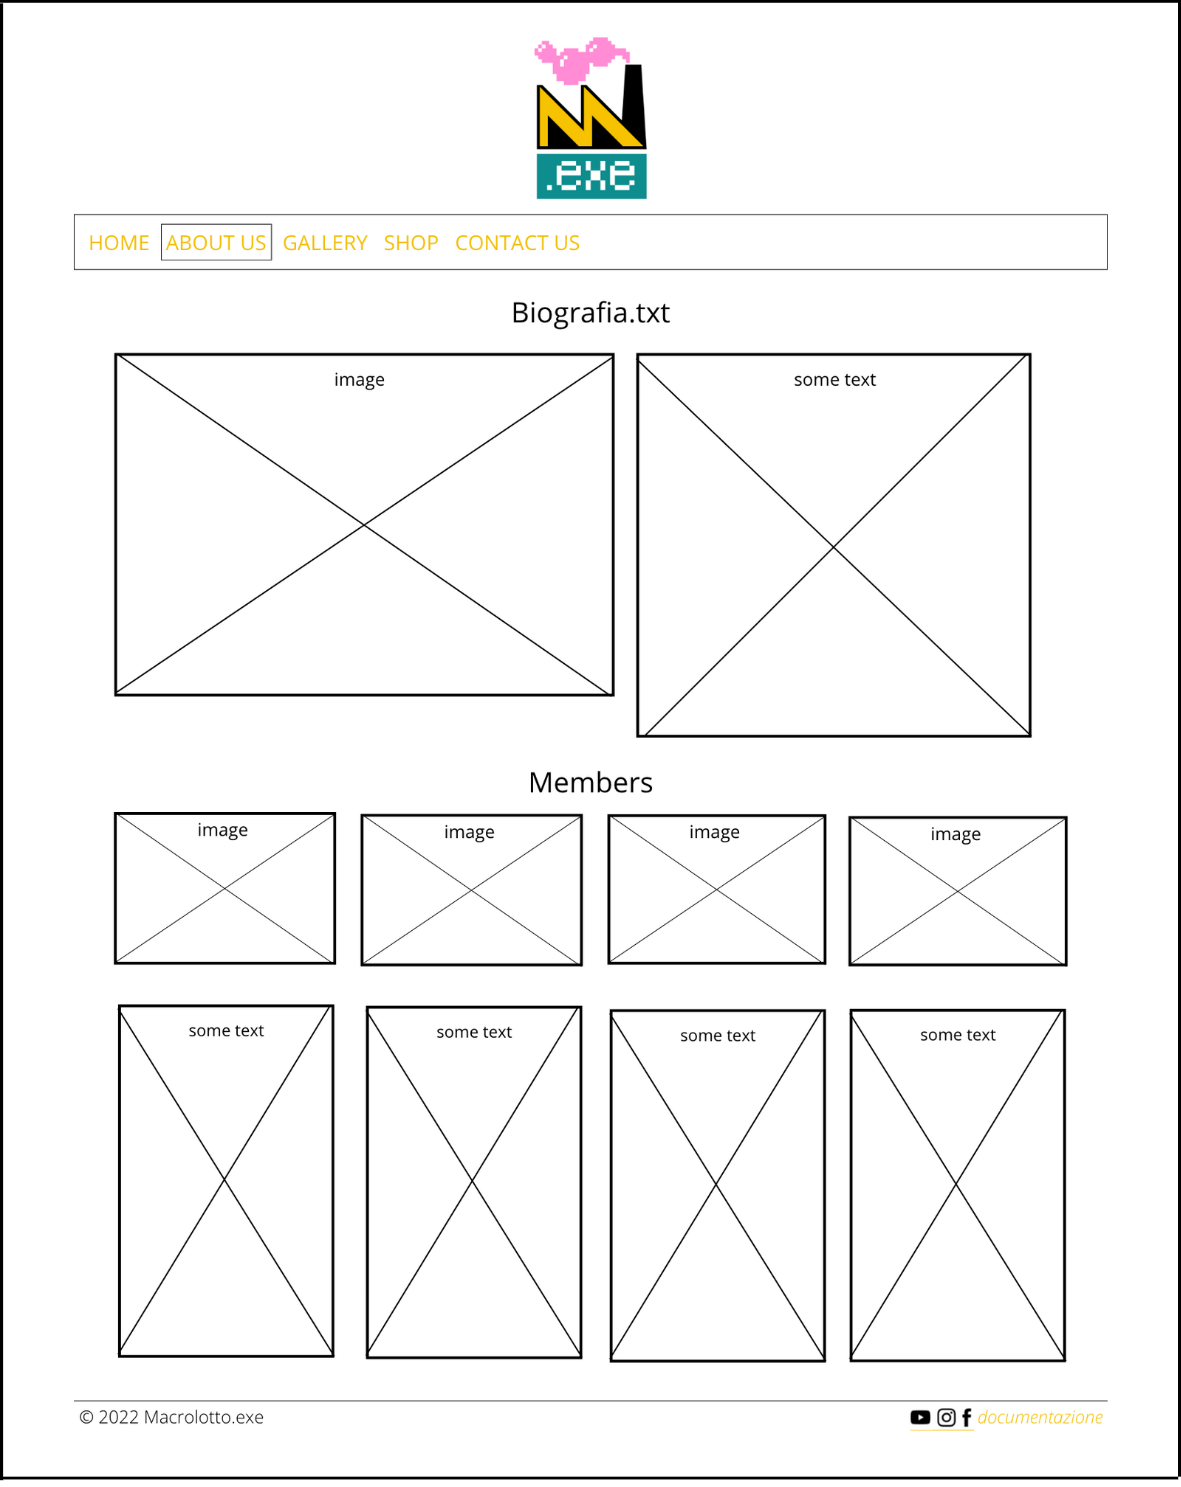 .exe
HOME ABOUT US GALLERY SHOP CONTACT US
Biografia.txt
image
some text
Members
image image image image
some text some text some text some text
© 2022 Macrolotto.exe
documentazione